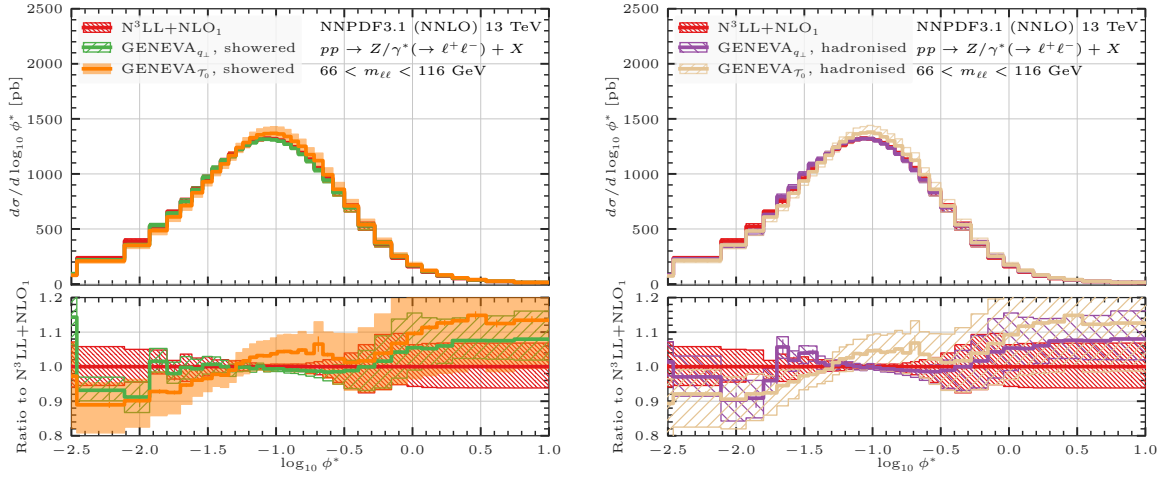 N³LL+NLO₁
GENEVA_{q⊥}, showered
GENEVA_{𝒯₀}, showered
NNPDF3.1 (NNLO) 13 TeV
pp → Z/γ*(→ ℓ⁺ℓ⁻) + X
66 < m_{ℓℓ} < 116 GeV
dσ/d log₁₀ ϕ* [pb]
2500
2000
1500
1000
500
0
Ratio to N³LL+NLO₁
1.2
1.1
1.0
0.9
0.8
−2.5 −2.0 −1.5 −1.0 −0.5 0.0 0.5 1.0
log₁₀ ϕ*
N³LL+NLO₁
GENEVA_{q⊥}, hadronised
GENEVA_{𝒯₀}, hadronised
NNPDF3.1 (NNLO) 13 TeV
pp → Z/γ*(→ ℓ⁺ℓ⁻) + X
66 < m_{ℓℓ} < 116 GeV
dσ/d log₁₀ ϕ* [pb]
2500
2000
1500
1000
500
0
Ratio to N³LL+NLO₁
1.2
1.1
1.0
0.9
0.8
−2.5 −2.0 −1.5 −1.0 −0.5 0.0 0.5 1.0
log₁₀ ϕ*